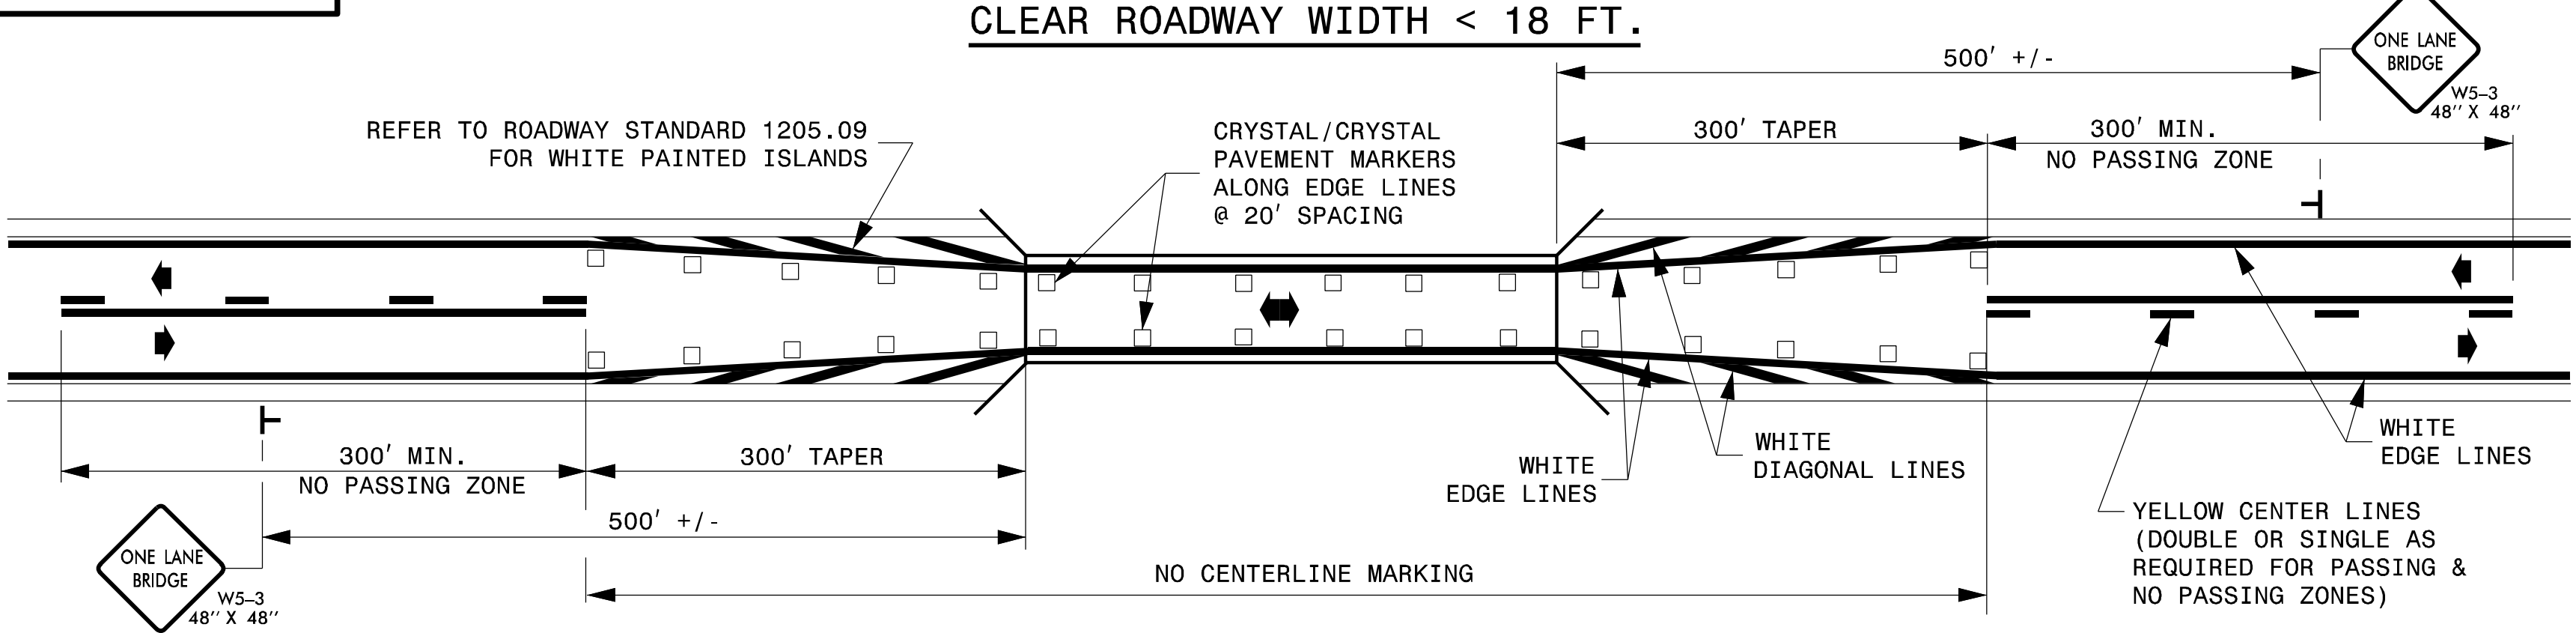 CLEAR ROADWAY WIDTH < 18 FT.
ONE LANE
BRIDGE
W5-3
48" X 48"
500' +/-
REFER TO ROADWAY STANDARD 1205.09
FOR WHITE PAINTED ISLANDS
CRYSTAL/CRYSTAL
PAVEMENT MARKERS
ALONG EDGE LINES
@ 20' SPACING
300' TAPER
300' MIN.
NO PASSING ZONE
300' MIN.
NO PASSING ZONE
300' TAPER
WHITE
EDGE LINES
WHITE
DIAGONAL LINES
WHITE
EDGE LINES
500' +/-
YELLOW CENTER LINES
(DOUBLE OR SINGLE AS
REQUIRED FOR PASSING &
NO PASSING ZONES)
ONE LANE
BRIDGE
W5-3
48" X 48"
NO CENTERLINE MARKING